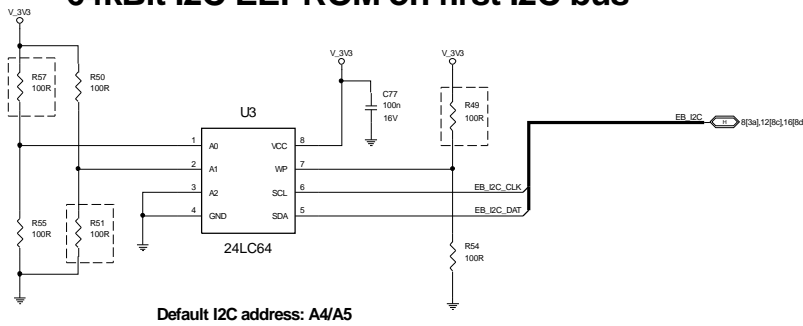 64kBit I2C EEPROM on first I2C bus
V_3V3
V_3V3
V_3V3
R57
100R
R50
100R
C77
100n
16V
R49
100R
U3
1 A0 VCC 8
2 A1 WP 7
3 A2 SCL 6
4 GND SDA 5
24LC64
EB_I2C
H
8[3a],12[8c],16[8d
EB_I2C_CLK
EB_I2C_DAT
R55
100R
R51
100R
R54
100R
Default I2C address: A4/A5